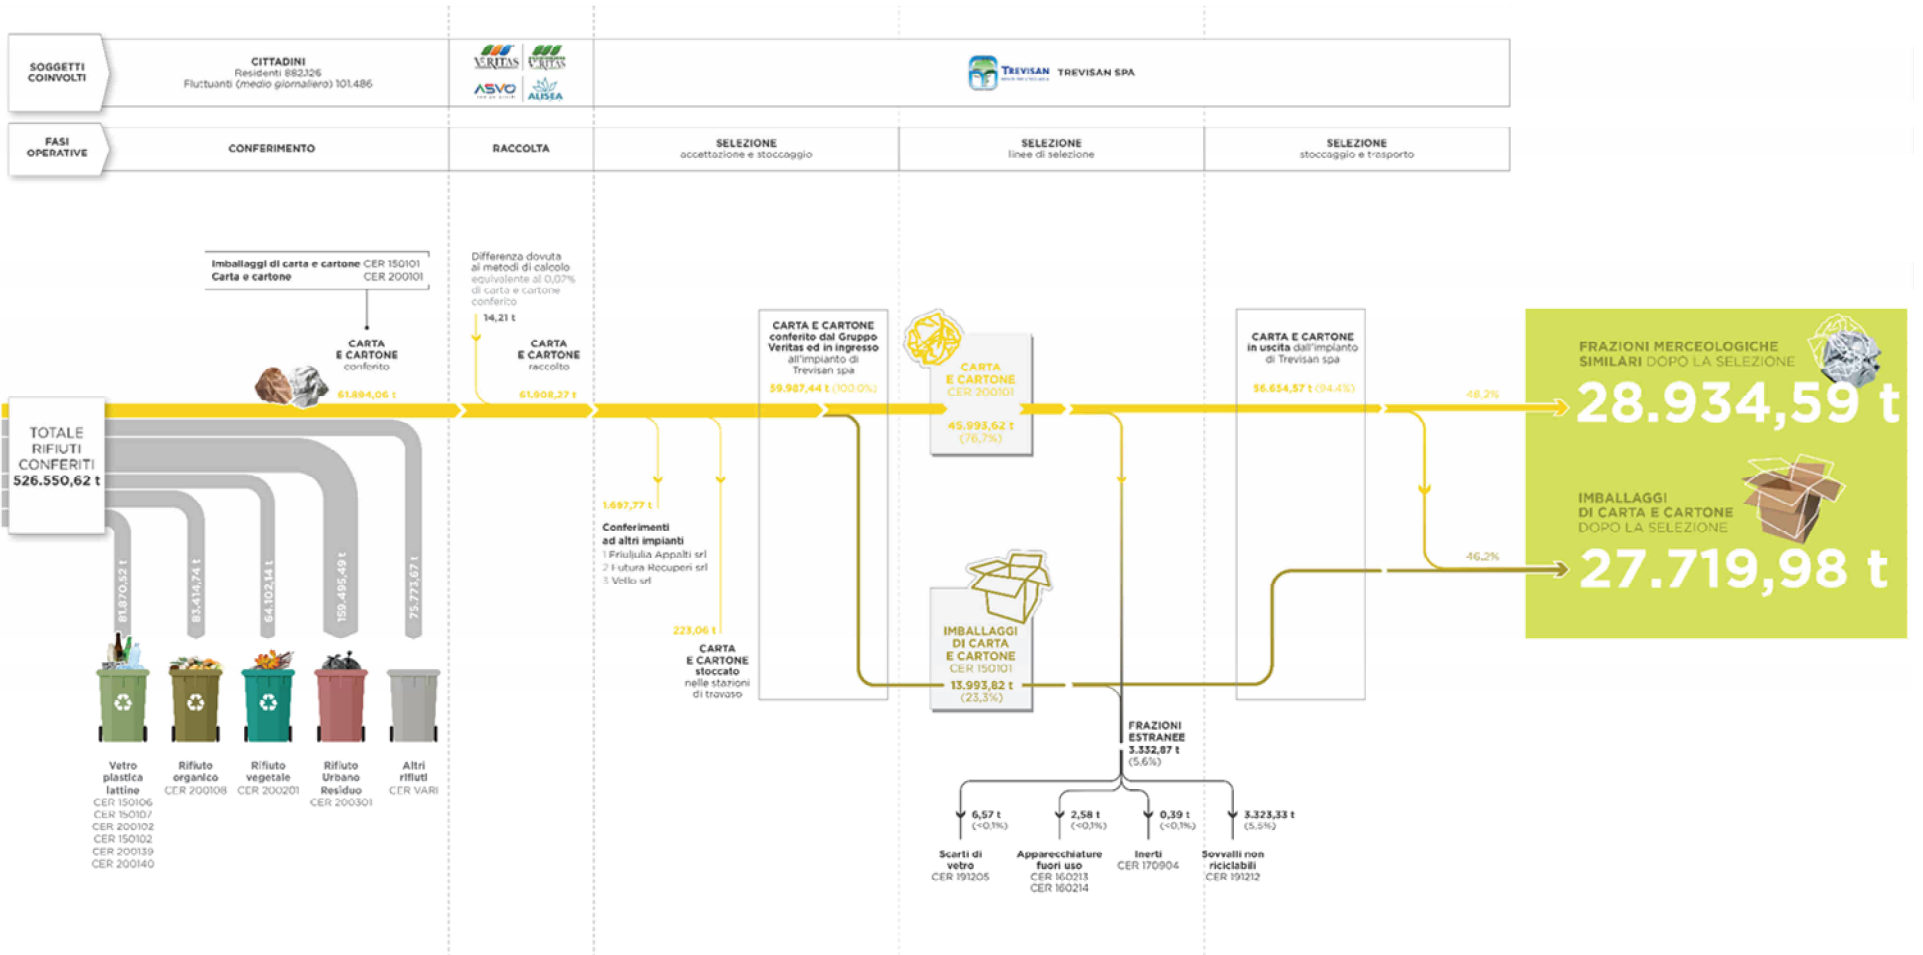 SOGGETTI
COINVOLTI
CITTADINI
Residenti 882.126
Fluttuanti (medio giornaliero) 101.486
VERITAS
VERITAS
ASVO
ALISEA
TREVISAN
TREVISAN SPA
FASI
OPERATIVE
CONFERIMENTO
RACCOLTA
SELEZIONE
accettazione e stoccaggio
SELEZIONE
linee di selezione
SELEZIONE
stoccaggio e trasporto
Imballaggi di carta e cartone CER 150101
Carta e cartone CER 200101
CARTA
E CARTONE
conferito
61.894,06 t
Differenza dovuta
ai metodi di calcolo
equivalente al 0,02%
di carta e cartone
conferito
14,21 t
CARTA
E CARTONE
raccolto
61.908,27 t
CARTA E CARTONE
conferito dal Gruppo
Veritas ed in ingresso
all'impianto di
Trevisan spa
59.987,44 t (100.0%)
CARTA
E CARTONE
CER 200101
45.993,62 t
(76,7%)
CARTA E CARTONE
in uscita dall'impianto
di Trevisan spa
56.654,57 t (94.4%)
48,2%
FRAZIONI MERCEOLOGICHE
SIMILARI DOPO LA SELEZIONE
28.934,59 t
TOTALE
RIFIUTI
CONFERITI
526.550,62 t
1.697,77 t
Conferimenti
ad altri impianti
1 Friuljulia Appalti srl
2 Futura Recuperi srl
3 Vello srl
223,06 t
CARTA
E CARTONE
stoccato
nelle stazioni
di travaso
IMBALLAGGI
DI CARTA
E CARTONE
CER 150101
13.993,82 t
(23,3%)
46,2%
IMBALLAGGI
DI CARTA E CARTONE
DOPO LA SELEZIONE
27.719,98 t
81.870,52 t
83.414,74 t
64.102,14 t
159.495,49 t
75.773,67 t
Vetro
plastica
lattine
CER 150106
CER 150107
CER 200102
CER 150102
CER 200139
CER 200140
Rifiuto
organico
CER 200108
Rifiuto
vegetale
CER 200201
Rifiuto
Urbano
Residuo
CER 200301
Altri
rifiuti
CER VARI
FRAZIONI
ESTRANEE
3.332,87 t
(5,6%)
6,57 t
(<0,1%)
2,58 t
(<0,1%)
0,39 t
(<0,1%)
3.323,33 t
(5,5%)
Scarti di
vetro
CER 191205
Apparecchiature
fuori uso
CER 160213
CER 160214
Inerti
CER 170904
Sovvalli non
riciclabili
CER 191212